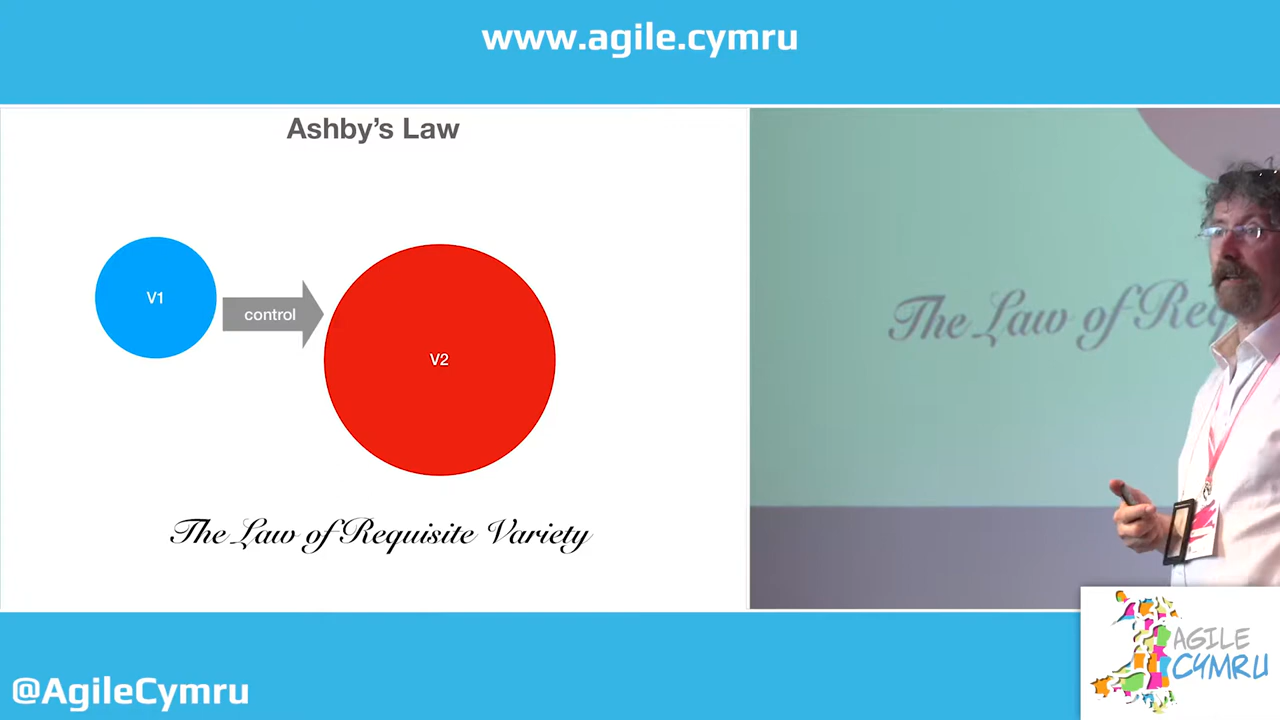 www.agile.cymru
Ashby's Law
V1
control
V2
The Law of Requisite Variety
The Law of Req
@AgileCymru
AGILE
CYMRU